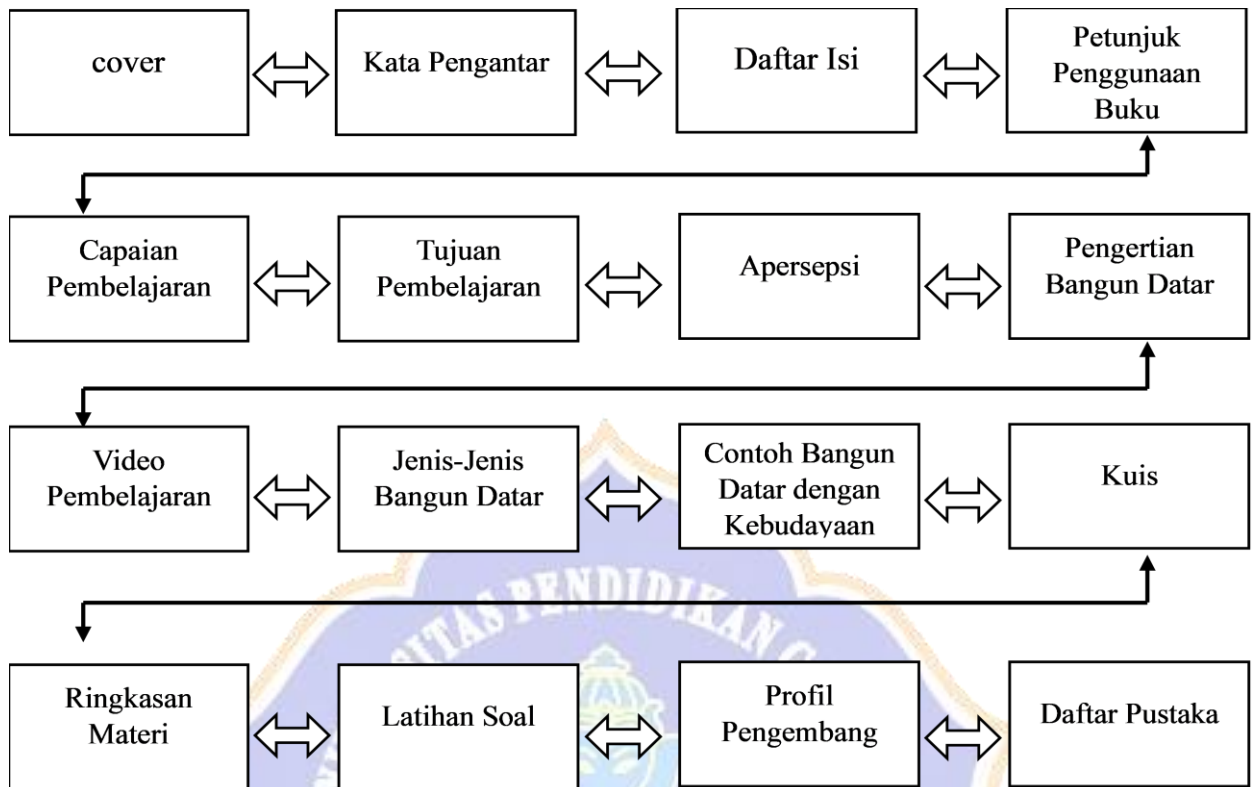 cover
Kata Pengantar
Daftar Isi
Petunjuk
Penggunaan
Buku
Capaian
Pembelajaran
Tujuan
Pembelajaran
Apersepsi
Pengertian
Bangun Datar
Video
Pembelajaran
Jenis-Jenis
Bangun Datar
Contoh Bangun
Datar dengan
Kebudayaan
Kuis
Ringkasan
Materi
Latihan Soal
Profil
Pengembang
Daftar Pustaka
PENDIDIKAN